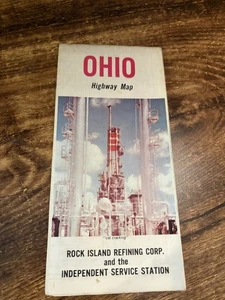 OHIO
Highway Map
ROCK ISLAND REFINING CORP.
and the
INDEPENDENT SERVICE STATION